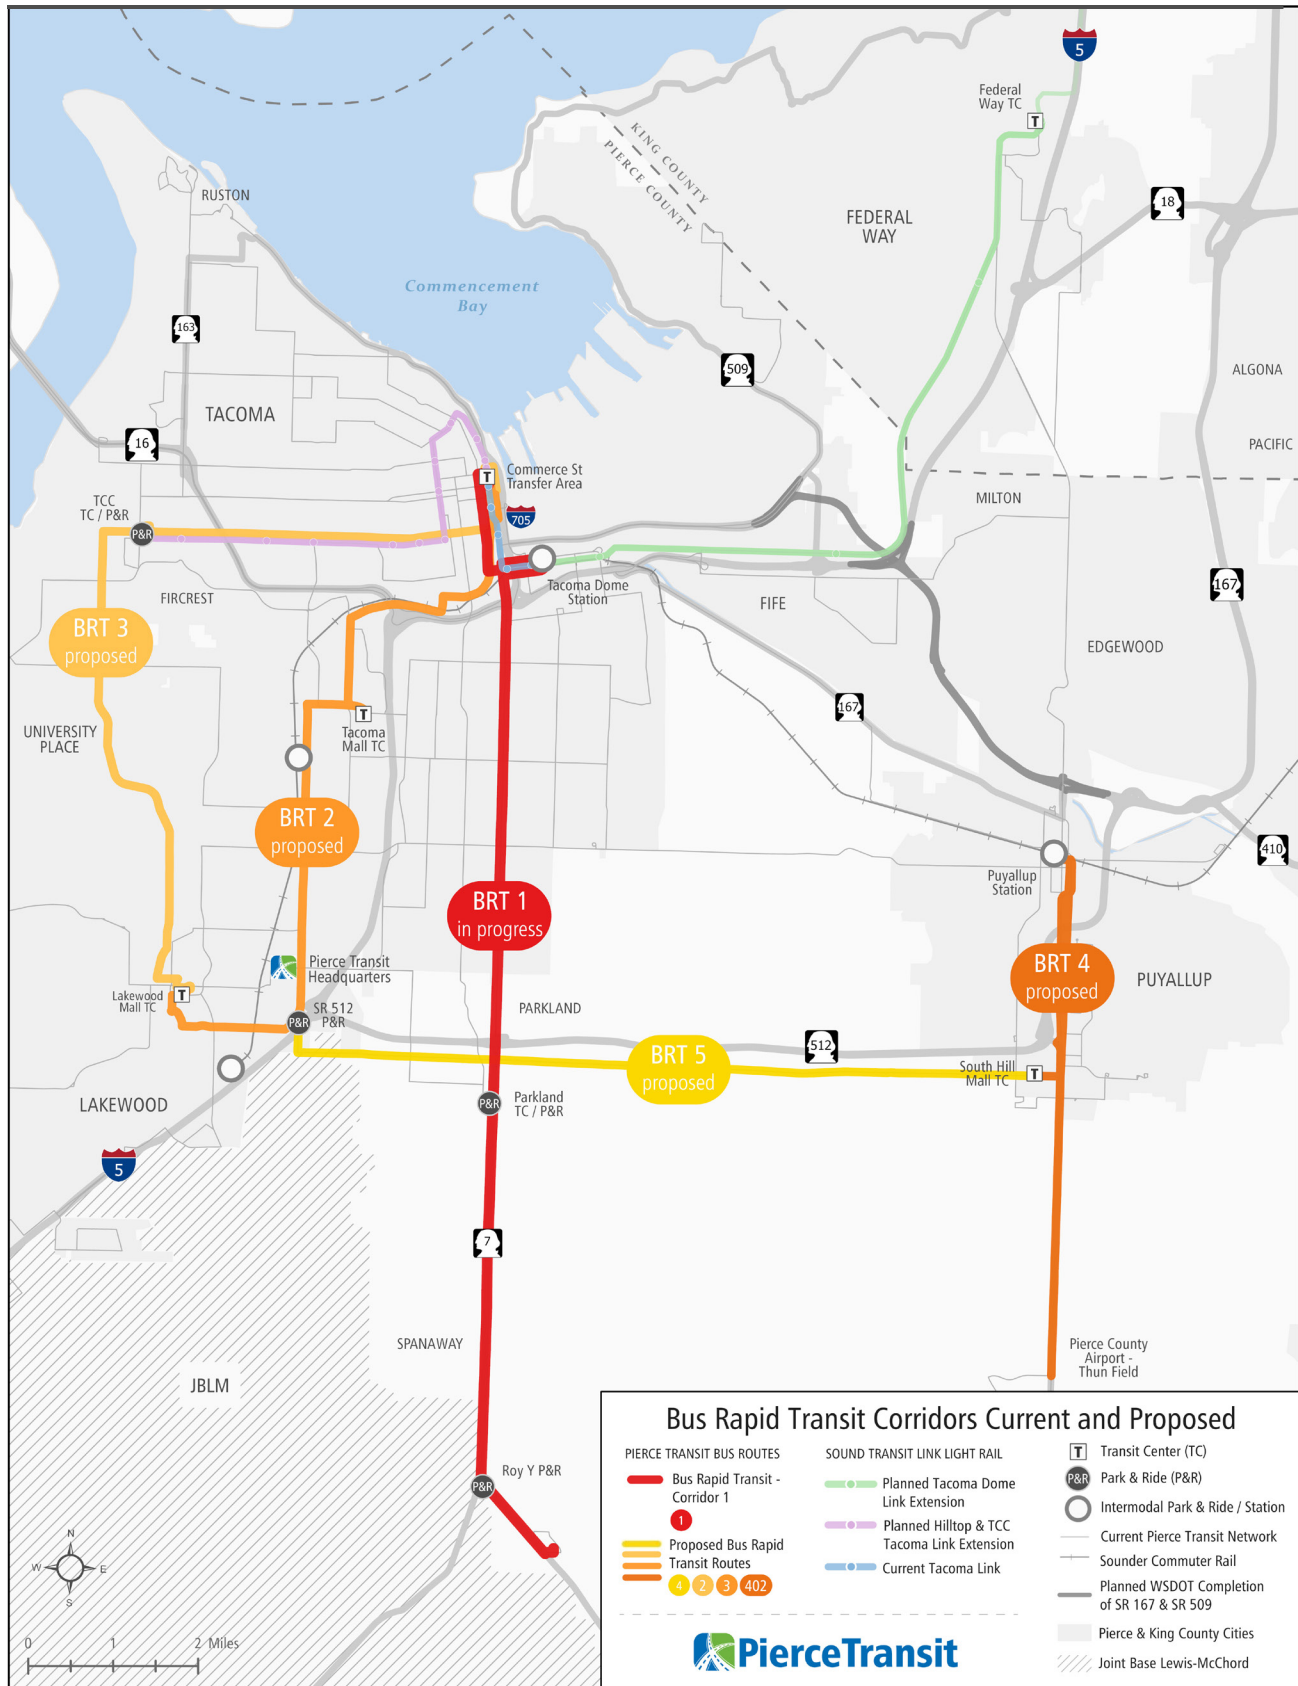 5
Federal
Way TC
T
KING COUNTY
PIERCE COUNTY
18
RUSTON
FEDERAL
WAY
Commencement
Bay
163
509
ALGONA
TACOMA
16
PACIFIC
Commerce St
Transfer Area
T
MILTON
TCC
TC / P&R
P&R
705
Tacoma Dome
Station
167
FIRCREST
FIFE
BRT 3
proposed
EDGEWOOD
167
UNIVERSITY
PLACE
T
Tacoma
Mall TC
BRT 2
proposed
410
Puyallup
Station
BRT 1
in progress
Pierce Transit
Headquarters
BRT 4
proposed
PUYALLUP
Lakewood
Mall TC
T
SR 512
P&R
P&R
PARKLAND
512
BRT 5
proposed
South Hill
Mall TC
T
LAKEWOOD
P&R
Parkland
TC / P&R
5
7
SPANAWAY
Pierce County
Airport -
Thun Field
JBLM
Roy Y P&R
P&R
N
W
E
S
0 1 2 Miles
Bus Rapid Transit Corridors Current and Proposed
PIERCE TRANSIT BUS ROUTES
Bus Rapid Transit -
Corridor 1
1
Proposed Bus Rapid
Transit Routes
4 2 3 402
SOUND TRANSIT LINK LIGHT RAIL
Planned Tacoma Dome
Link Extension
Planned Hilltop & TCC
Tacoma Link Extension
Current Tacoma Link
T Transit Center (TC)
P&R Park & Ride (P&R)
Intermodal Park & Ride / Station
Current Pierce Transit Network
Sounder Commuter Rail
Planned WSDOT Completion
of SR 167 & SR 509
Pierce & King County Cities
Joint Base Lewis-McChord
PierceTransit